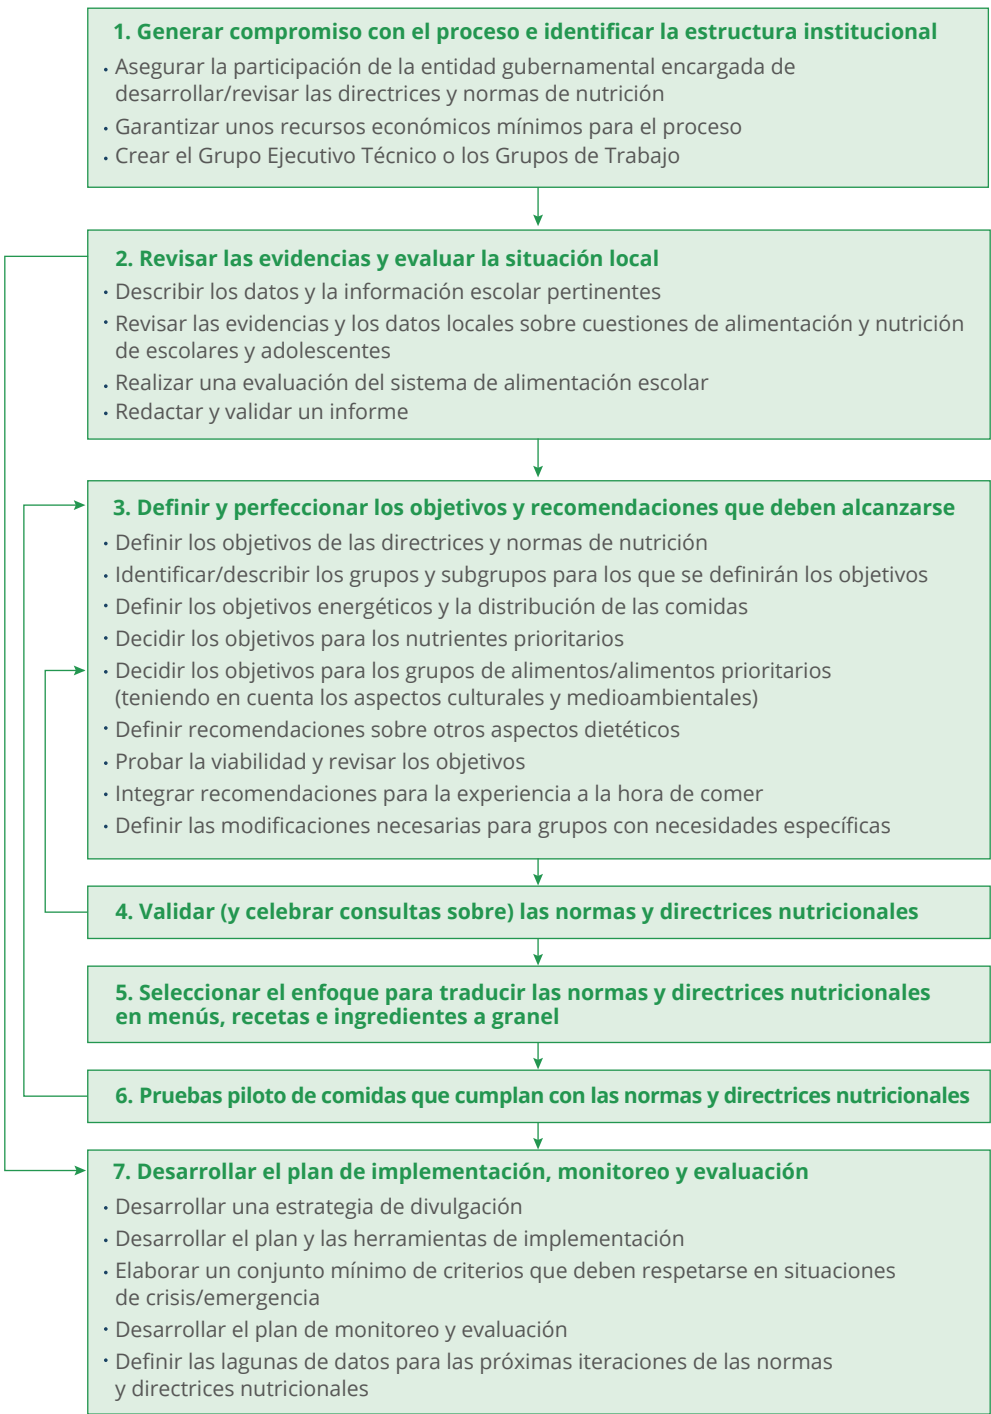 1. Generar compromiso con el proceso e identificar la estructura institucional
· Asegurar la participación de la entidad gubernamental encargada de
desarrollar/revisar las directrices y normas de nutrición
· Garantizar unos recursos económicos mínimos para el proceso
· Crear el Grupo Ejecutivo Técnico o los Grupos de Trabajo
2. Revisar las evidencias y evaluar la situación local
· Describir los datos y la información escolar pertinentes
· Revisar las evidencias y los datos locales sobre cuestiones de alimentación y nutrición
de escolares y adolescentes
· Realizar una evaluación del sistema de alimentación escolar
· Redactar y validar un informe
3. Definir y perfeccionar los objetivos y recomendaciones que deben alcanzarse
· Definir los objetivos de las directrices y normas de nutrición
· Identificar/describir los grupos y subgrupos para los que se definirán los objetivos
· Definir los objetivos energéticos y la distribución de las comidas
· Decidir los objetivos para los nutrientes prioritarios
· Decidir los objetivos para los grupos de alimentos/alimentos prioritarios
(teniendo en cuenta los aspectos culturales y medioambientales)
· Definir recomendaciones sobre otros aspectos dietéticos
· Probar la viabilidad y revisar los objetivos
· Integrar recomendaciones para la experiencia a la hora de comer
· Definir las modificaciones necesarias para grupos con necesidades específicas
4. Validar (y celebrar consultas sobre) las normas y directrices nutricionales
5. Seleccionar el enfoque para traducir las normas y directrices nutricionales
en menús, recetas e ingredientes a granel
6. Pruebas piloto de comidas que cumplan con las normas y directrices nutricionales
7. Desarrollar el plan de implementación, monitoreo y evaluación
· Desarrollar una estrategia de divulgación
· Desarrollar el plan y las herramientas de implementación
· Elaborar un conjunto mínimo de criterios que deben respetarse en situaciones
de crisis/emergencia
· Desarrollar el plan de monitoreo y evaluación
· Definir las lagunas de datos para las próximas iteraciones de las normas
y directrices nutricionales